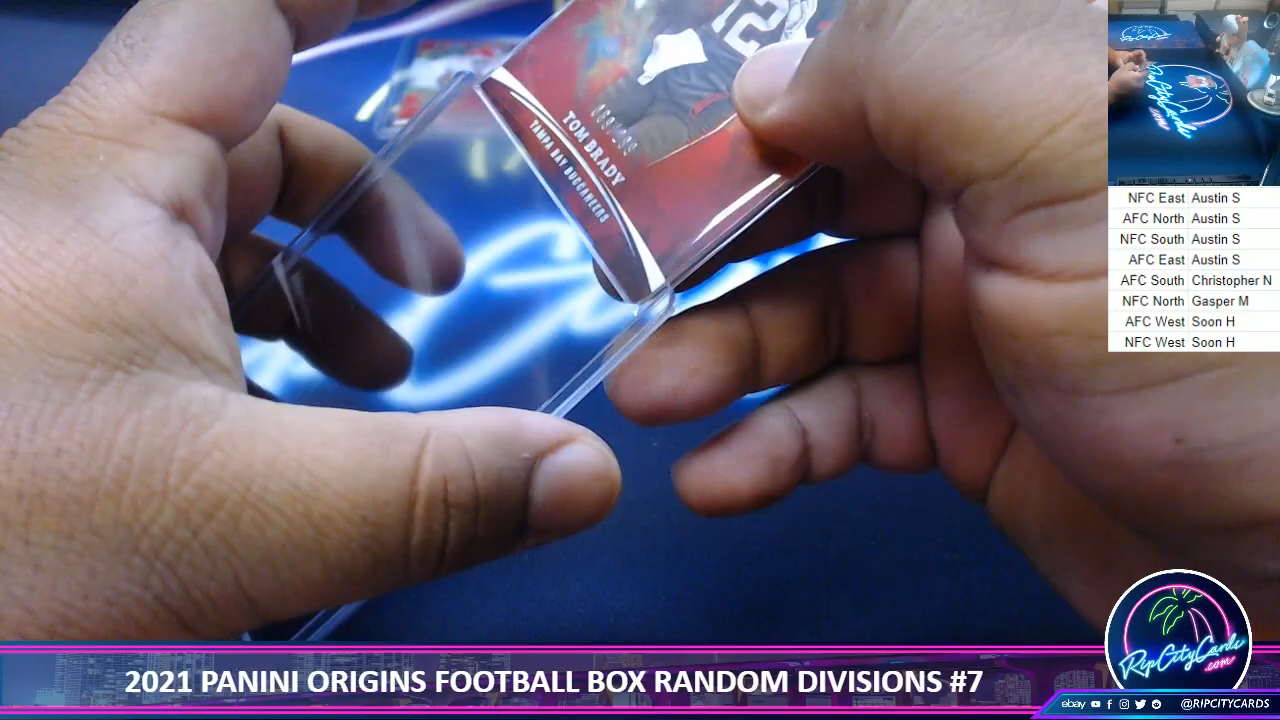 12
TOM BRADY
TAMPA BAY BUCCANEERS
NFC East Austin S
AFC North Austin S
NFC South Austin S
AFC East Austin S
AFC South Christopher N
NFC North Gasper M
AFC West Soon H
NFC West Soon H
2021 PANINI ORIGINS FOOTBALL BOX RANDOM DIVISIONS #7
RipCityCards
.com
ebay @RIPCITYCARDS